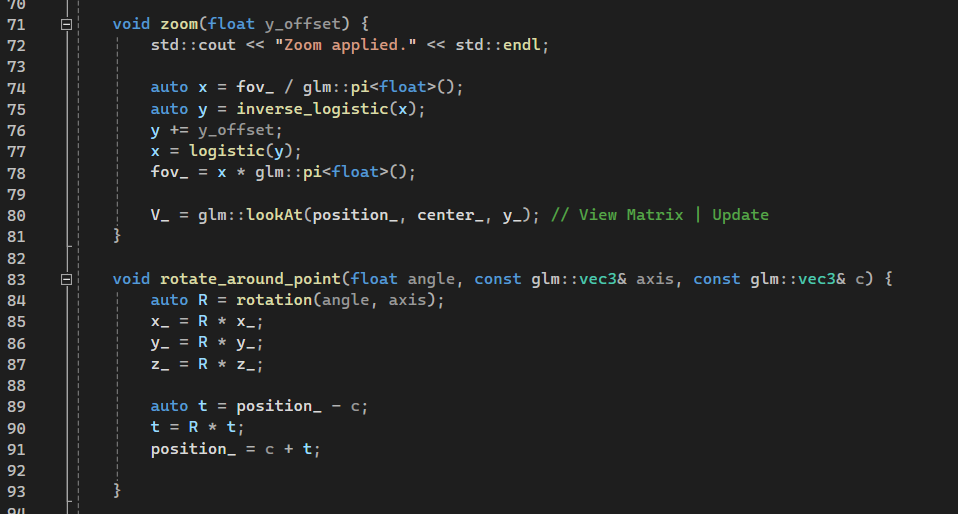 70
71 void zoom(float y_offset) {
72 std::cout << "Zoom applied." << std::endl;
73
74 auto x = fov_ / glm::pi<float>();
75 auto y = inverse_logistic(x);
76 y += y_offset;
77 x = logistic(y);
78 fov_ = x * glm::pi<float>();
79
80 V_ = glm::lookAt(position_, center_, y_); // View Matrix | Update
81 }
82
83 void rotate_around_point(float angle, const glm::vec3& axis, const glm::vec3& c) {
84 auto R = rotation(angle, axis);
85 x_ = R * x_;
86 y_ = R * y_;
87 z_ = R * z_;
88
89 auto t = position_ - c;
90 t = R * t;
91 position_ = c + t;
92
93 }
94